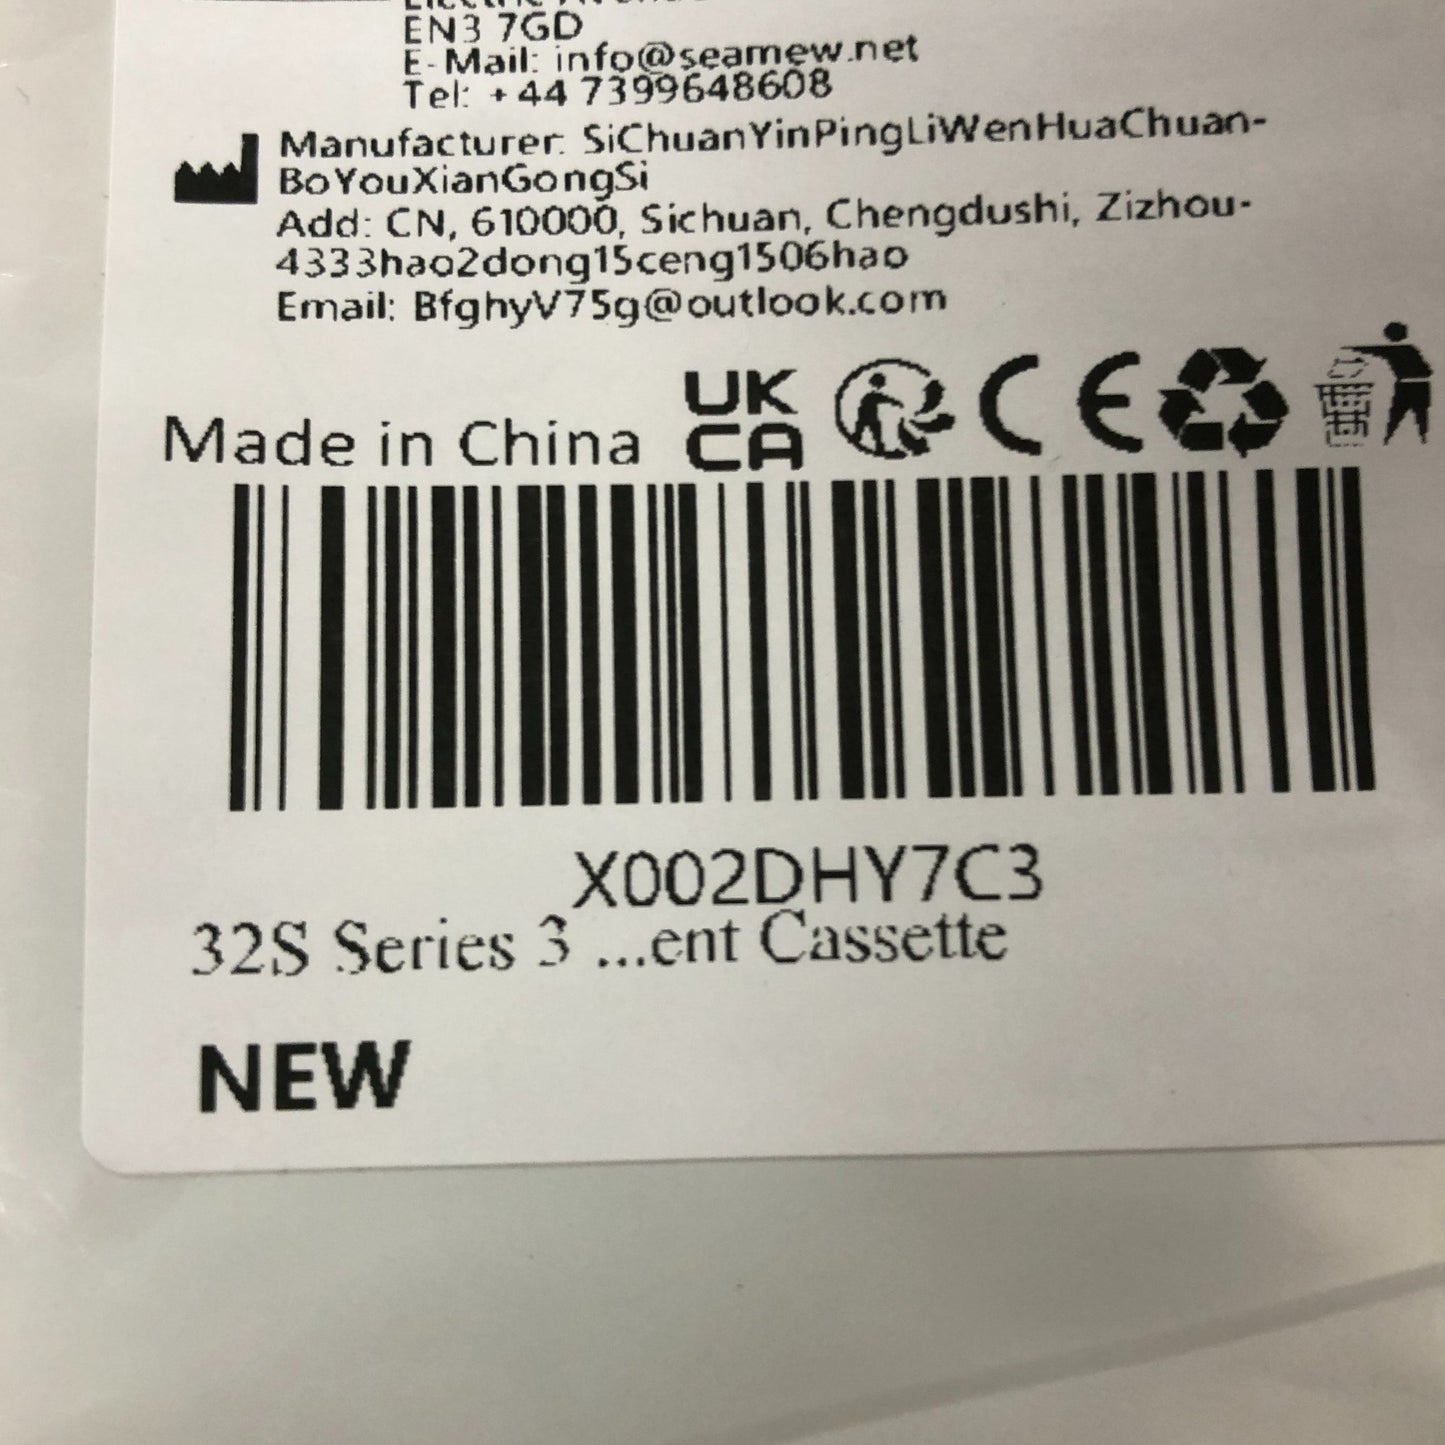 EN3 7GD
E-Mail: info@seamew.net
Tel: +44 7399648608
Manufacturer: SiChuanYinPingLiWenHuaChuan-
BoYouXianGongSi
Add: CN, 610000, Sichuan, Chengdushi, Zizhou-
4333hao2dong15ceng1506hao
Email: BfghyV75g@outlook.com
Made in China UK CA CE
X002DHY7C3
32S Series 3 ...ent Cassette
NEW